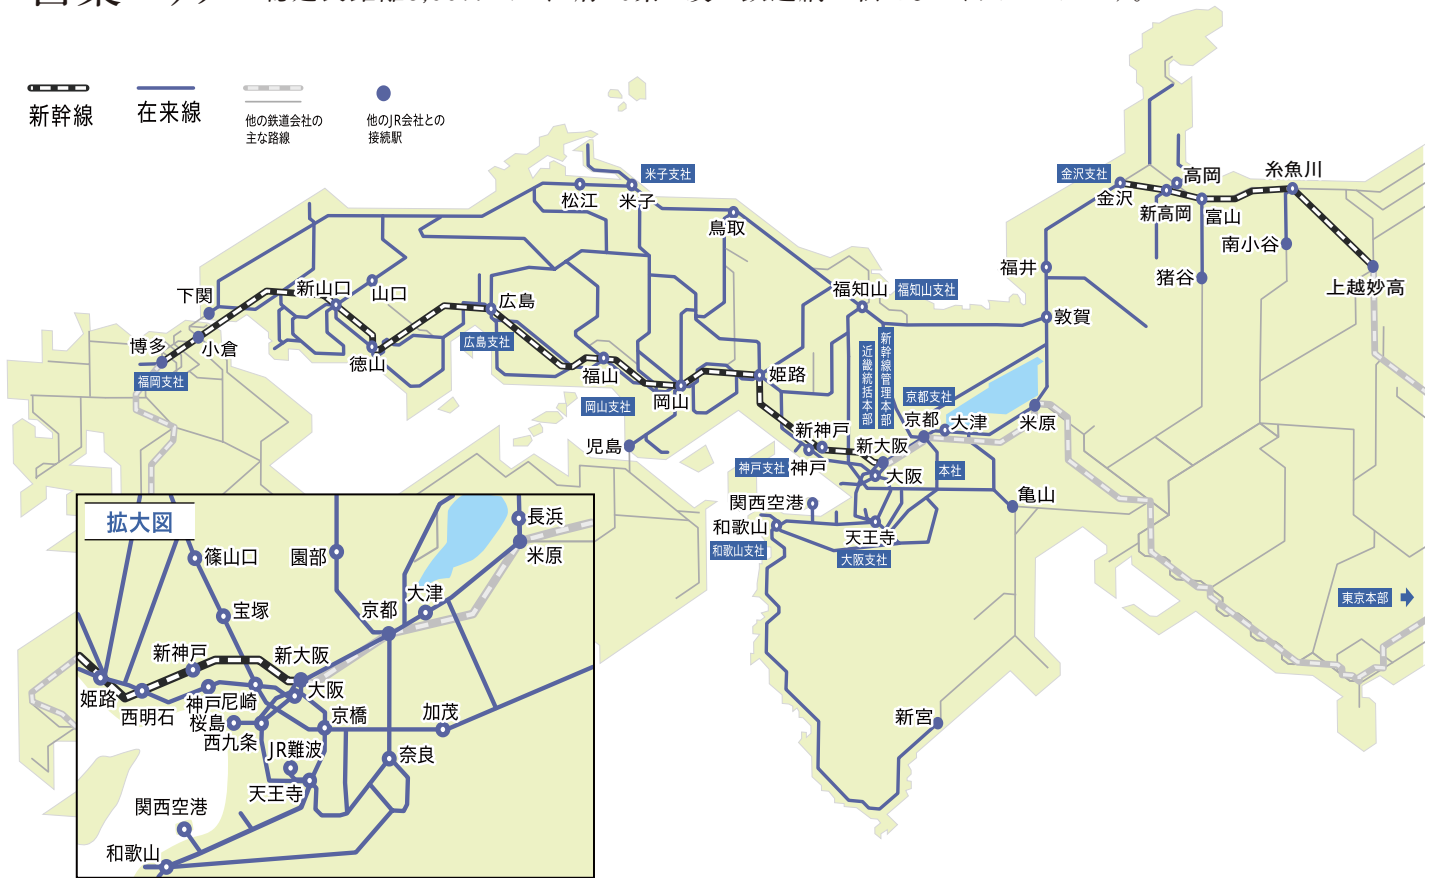 新幹線
在来線
他の鉄道会社の
主な路線
他のJR会社との
接続駅
米子支社
松江
米子
鳥取
金沢支社
金沢
高岡
新高岡
富山
糸魚川
南小谷
猪谷
上越妙高
福井
敦賀
福知山
福知山支社
下関
新山口
山口
広島
広島支社
博多
小倉
福岡支社
徳山
福山
岡山
岡山支社
児島
姫路
近畿統括本部
新幹線管理本部
京都支社
京都
大津
米原
新神戸
神戸支社
神戸
新大阪
大阪
本社
亀山
関西空港
和歌山
和歌山支社
天王寺
大阪支社
新宮
東京本部
拡大図
長浜
米原
園部
篠山口
大津
京都
宝塚
新神戸
新大阪
姫路
西明石
神戸
尼崎
大阪
桜島
西九条
京橋
加茂
JR難波
奈良
天王寺
関西空港
和歌山